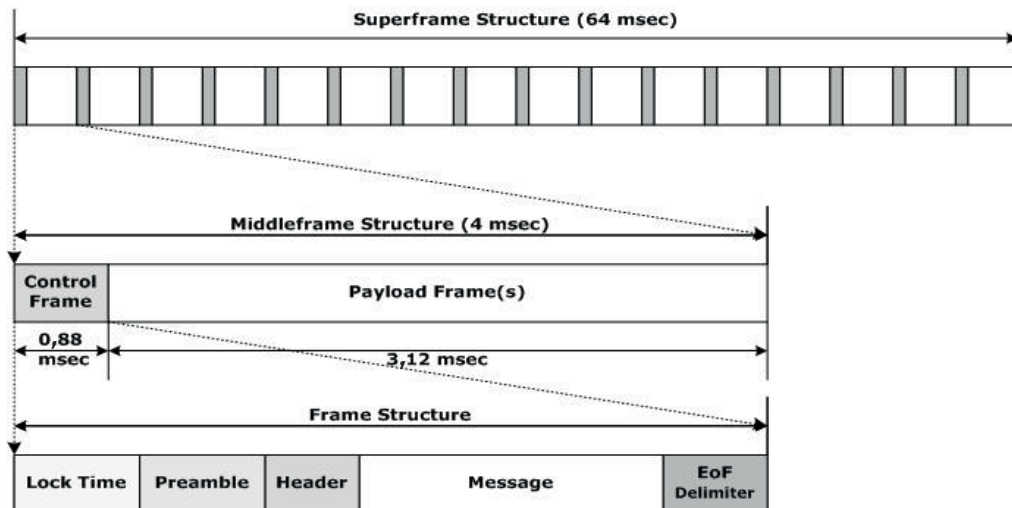 Superframe Structure (64 msec)
Middleframe Structure (4 msec)
Control
Frame
Payload Frame(s)
0,88
msec
3,12 msec
Frame Structure
Lock Time
Preamble
Header
Message
EoF
Delimiter